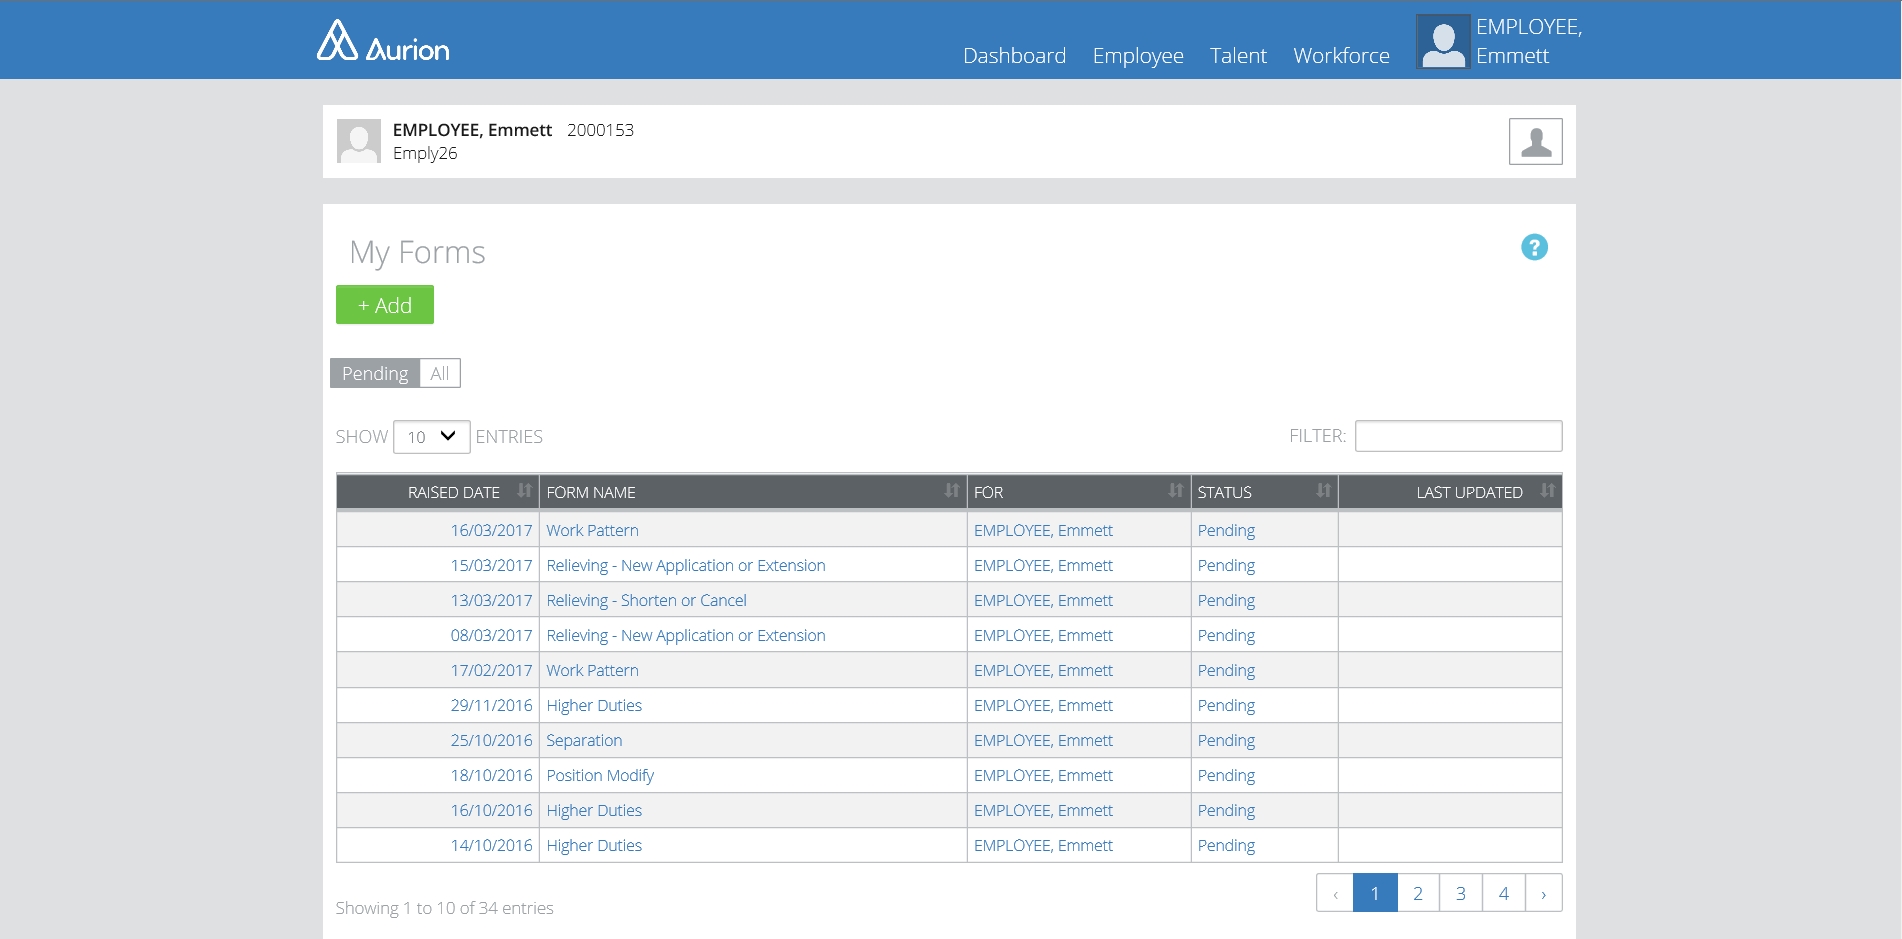 Aurion
Dashboard Employee Talent Workforce EMPLOYEE, Emmett
EMPLOYEE, Emmett 2000153
Emply26
My Forms
?
+ Add
Pending All
SHOW 10 ENTRIES FILTER:
RAISED DATE FORM NAME FOR STATUS LAST UPDATED
16/03/2017 Work Pattern EMPLOYEE, Emmett Pending
15/03/2017 Relieving - New Application or Extension EMPLOYEE, Emmett Pending
13/03/2017 Relieving - Shorten or Cancel EMPLOYEE, Emmett Pending
08/03/2017 Relieving - New Application or Extension EMPLOYEE, Emmett Pending
17/02/2017 Work Pattern EMPLOYEE, Emmett Pending
29/11/2016 Higher Duties EMPLOYEE, Emmett Pending
25/10/2016 Separation EMPLOYEE, Emmett Pending
18/10/2016 Position Modify EMPLOYEE, Emmett Pending
16/10/2016 Higher Duties EMPLOYEE, Emmett Pending
14/10/2016 Higher Duties EMPLOYEE, Emmett Pending
‹ 1 2 3 4 ›
Showing 1 to 10 of 34 entries